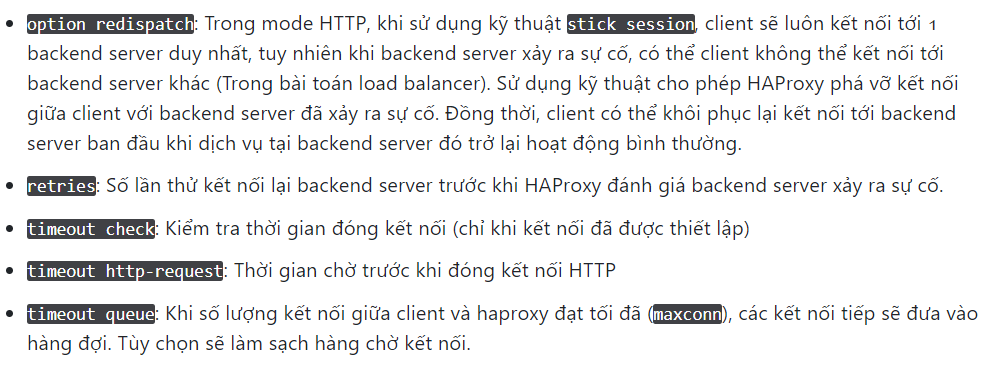 option redispatch: Trong mode HTTP, khi sử dụng kỹ thuật stick session, client sẽ luôn kết nối tới 1
backend server duy nhất, tuy nhiên khi backend server xảy ra sự cố, có thể client không thể kết nối tới
backend server khác (Trong bài toán load balancer). Sử dụng kỹ thuật cho phép HAProxy phá vỡ kết nối
giữa client với backend server đã xảy ra sự cố. Đồng thời, client có thể khôi phục lại kết nối tới backend
server ban đầu khi dịch vụ tại backend server đó trở lại hoạt động bình thường.
retries: Số lần thử kết nối lại backend server trước khi HAProxy đánh giá backend server xảy ra sự cố.
timeout check: Kiểm tra thời gian đóng kết nối (chỉ khi kết nối đã được thiết lập)
timeout http-request: Thời gian chờ trước khi đóng kết nối HTTP
timeout queue: Khi số lượng kết nối giữa client và haproxy đạt tối đã (maxconn), các kết nối tiếp sẽ đưa vào
hàng đợi. Tùy chọn sẽ làm sạch hàng chờ kết nối.